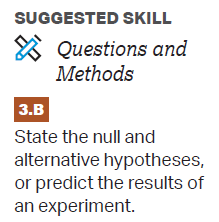 SUGGESTED SKILL
Questions and
Methods
3.B
State the null and
alternative hypotheses,
or predict the results of
an experiment.